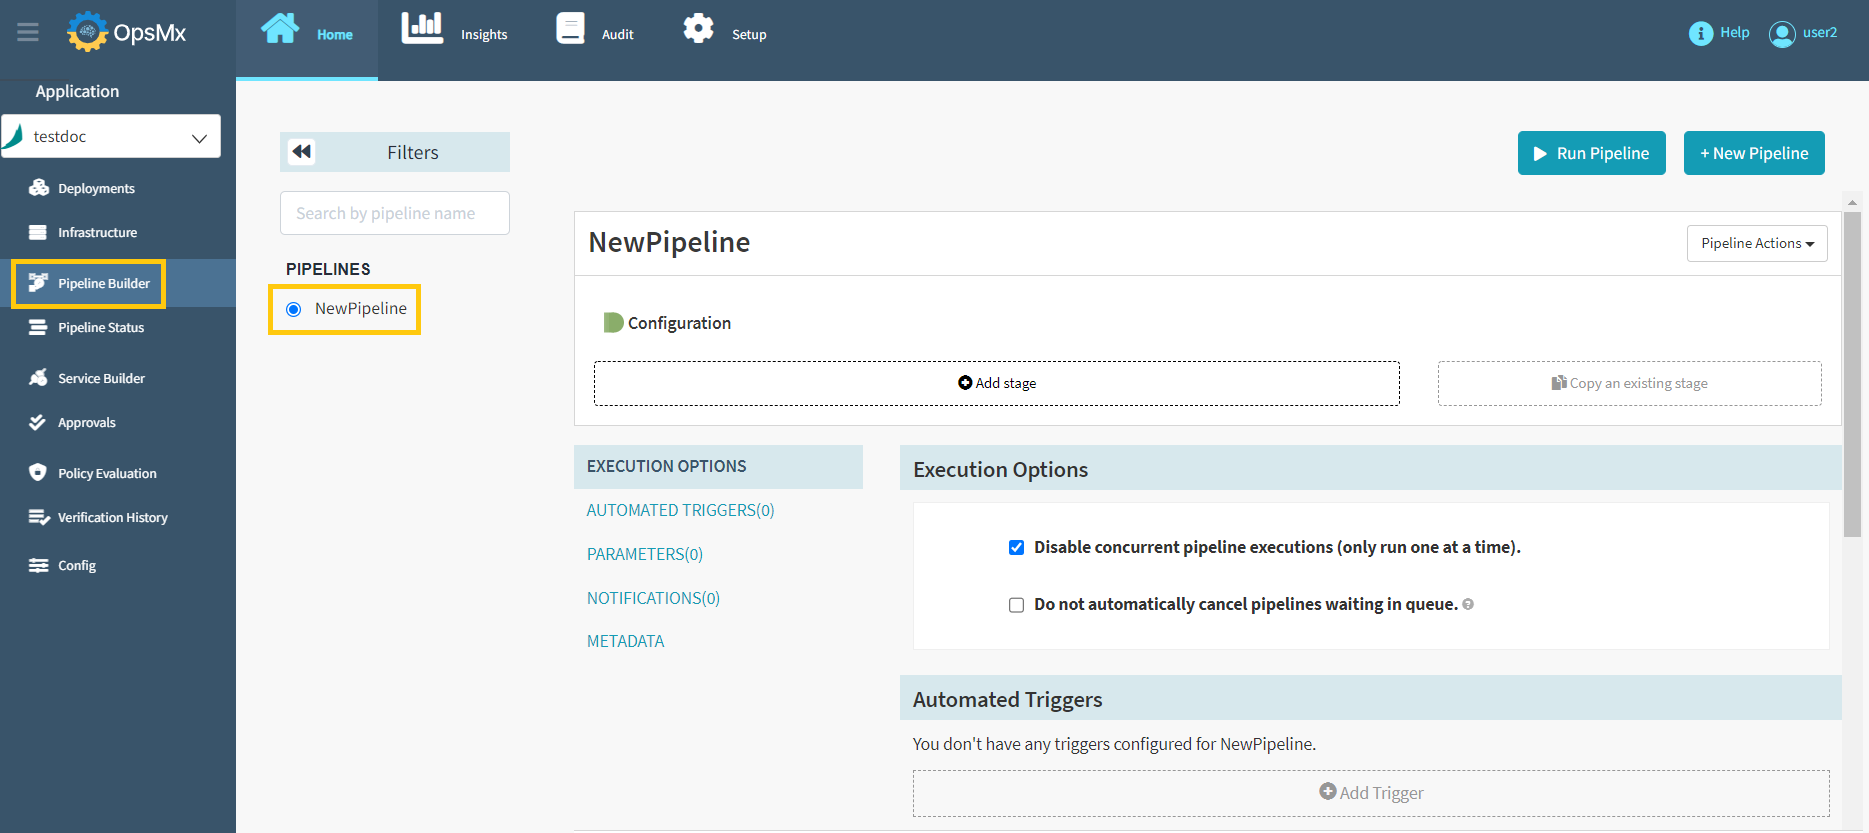 OpsMx
Home
Insights
Audit
Setup
Help
user2
Application
testdoc
Deployments
Infrastructure
Pipeline Builder
Pipeline Status
Service Builder
Approvals
Policy Evaluation
Verification History
Config
Filters
Search by pipeline name
PIPELINES
NewPipeline
Run Pipeline
+ New Pipeline
NewPipeline
Pipeline Actions
Configuration
Add stage
Copy an existing stage
EXECUTION OPTIONS
AUTOMATED TRIGGERS(0)
PARAMETERS(0)
NOTIFICATIONS(0)
METADATA
Execution Options
Disable concurrent pipeline executions (only run one at a time).
Do not automatically cancel pipelines waiting in queue.
Automated Triggers
You don't have any triggers configured for NewPipeline.
Add Trigger